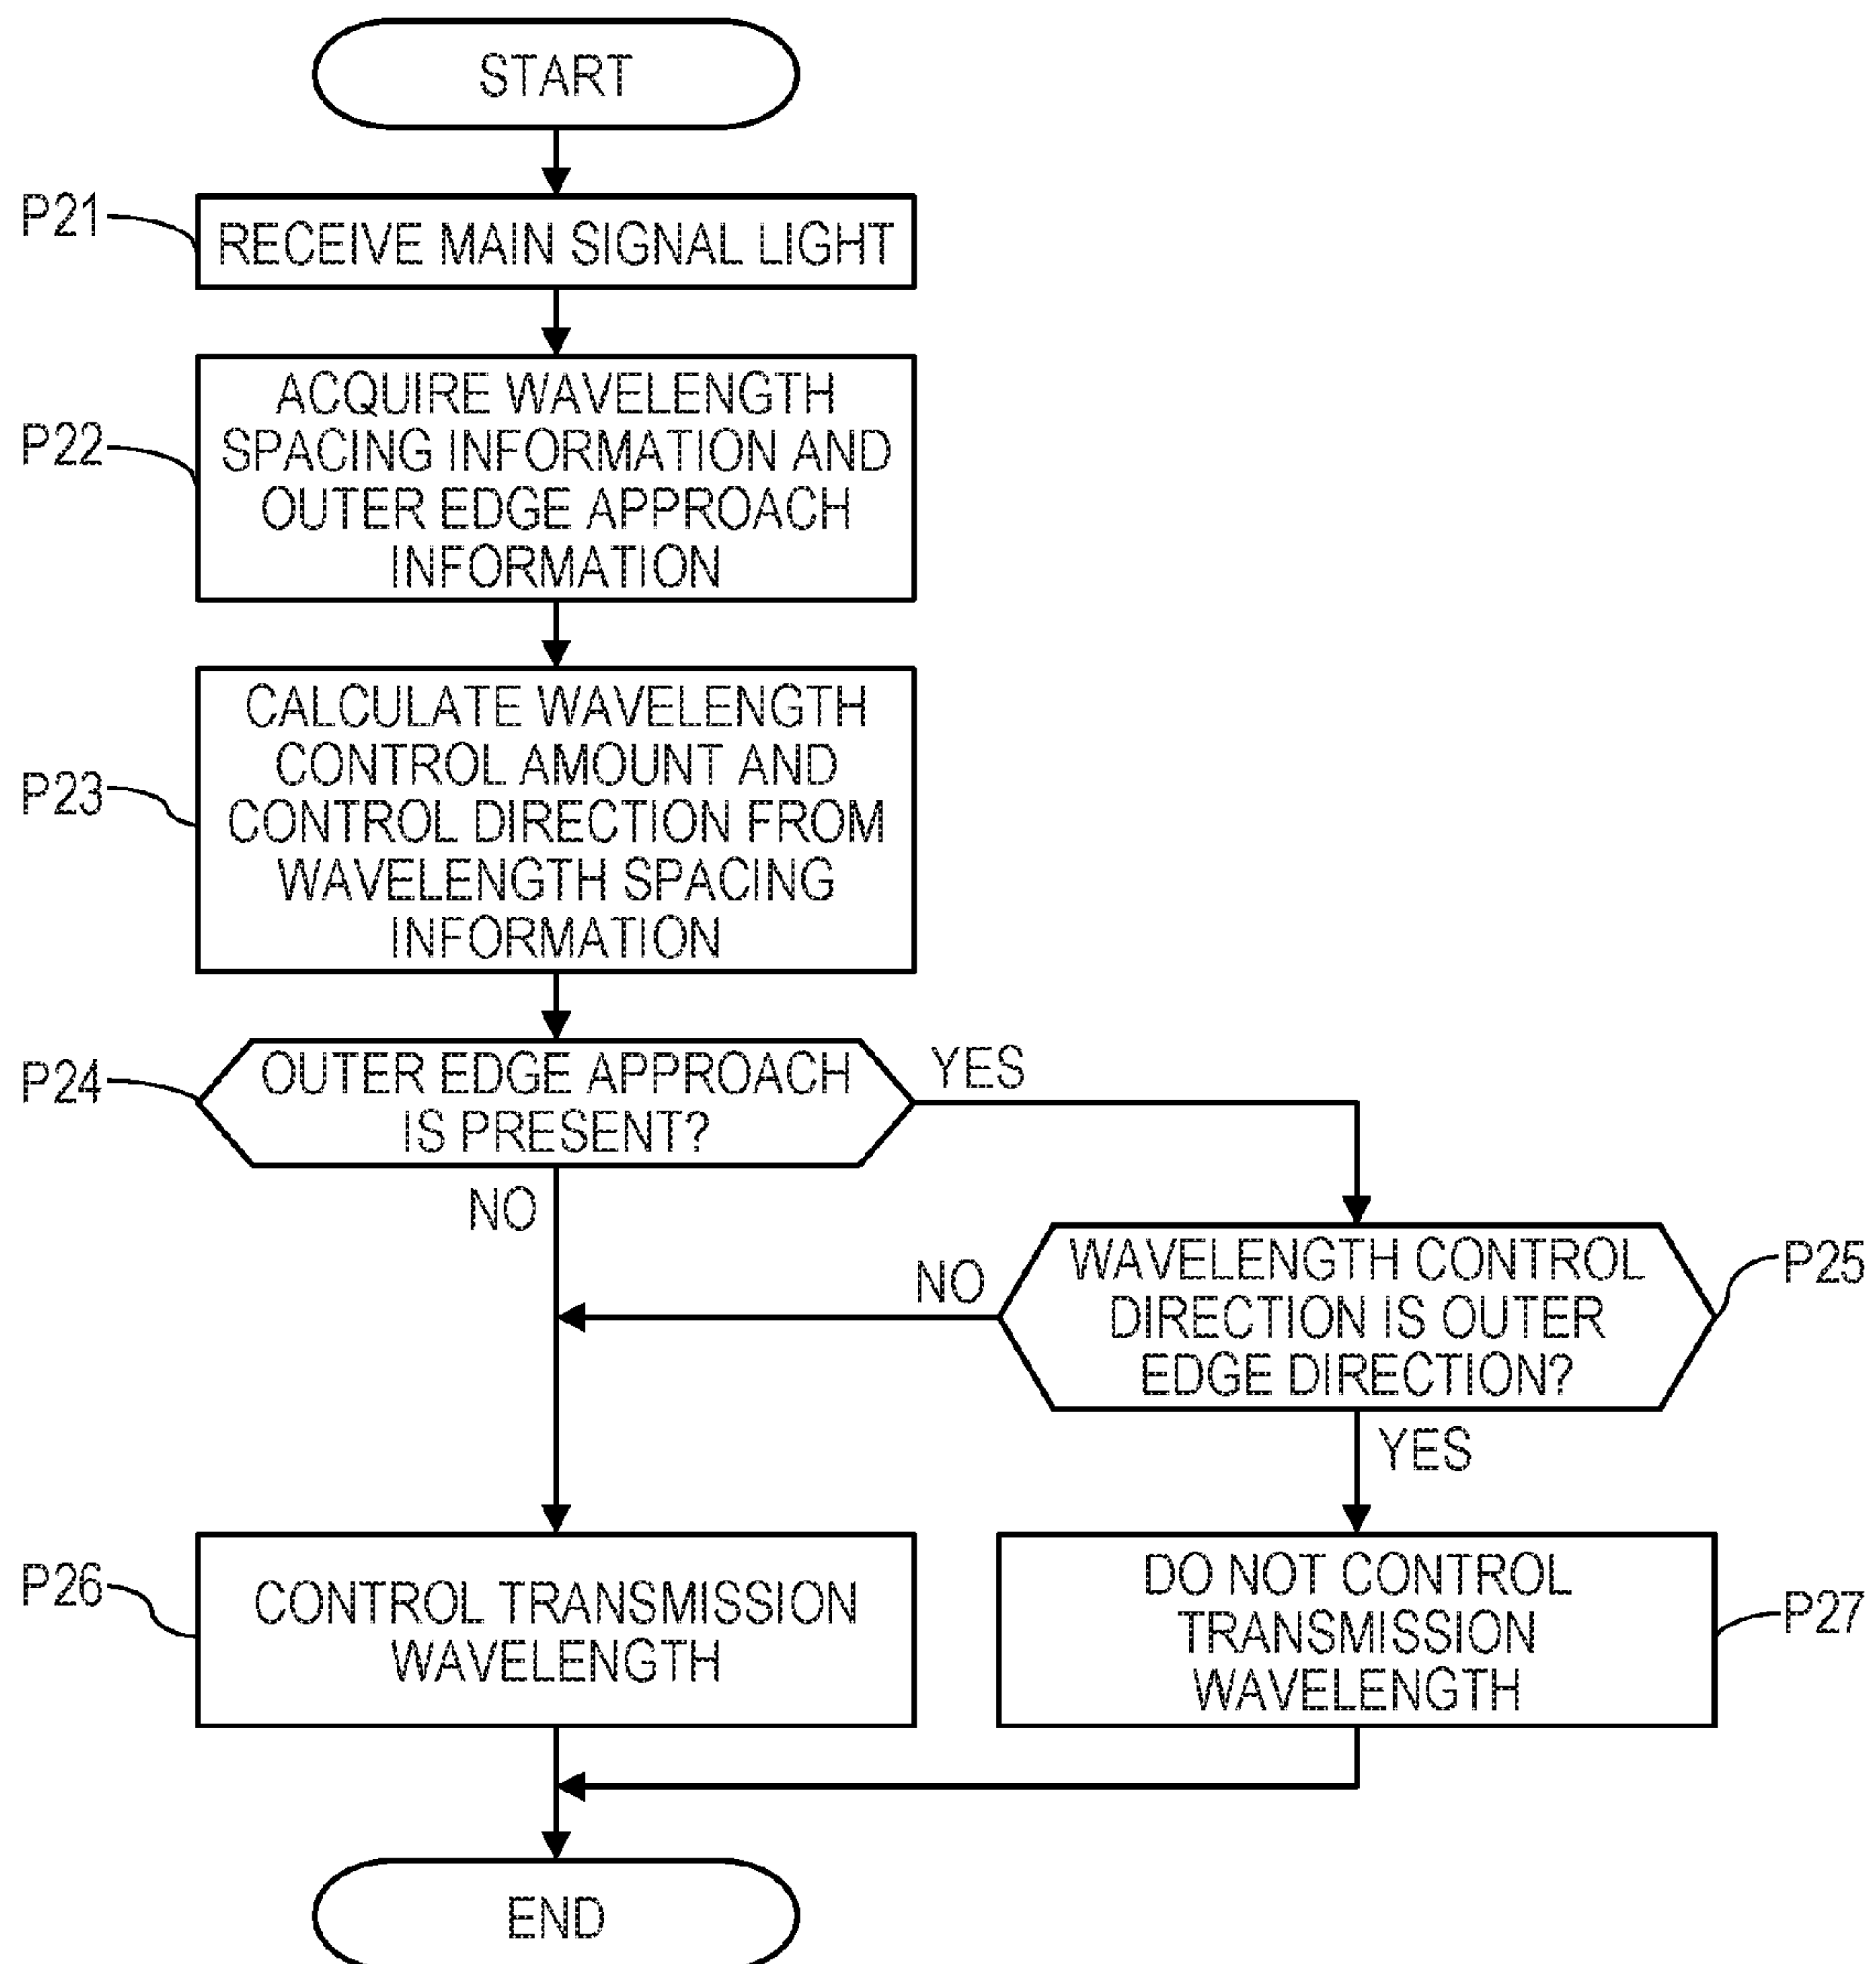 START
P21
RECEIVE MAIN SIGNAL LIGHT
P22
ACQUIRE WAVELENGTH
SPACING INFORMATION AND
OUTER EDGE APPROACH
INFORMATION
P23
CALCULATE WAVELENGTH
CONTROL AMOUNT AND
CONTROL DIRECTION FROM
WAVELENGTH SPACING
INFORMATION
P24
OUTER EDGE APPROACH
IS PRESENT?
YES
NO
NO
WAVELENGTH CONTROL
DIRECTION IS OUTER
EDGE DIRECTION?
P25
YES
P26
CONTROL TRANSMISSION
WAVELENGTH
DO NOT CONTROL
TRANSMISSION
WAVELENGTH
P27
END